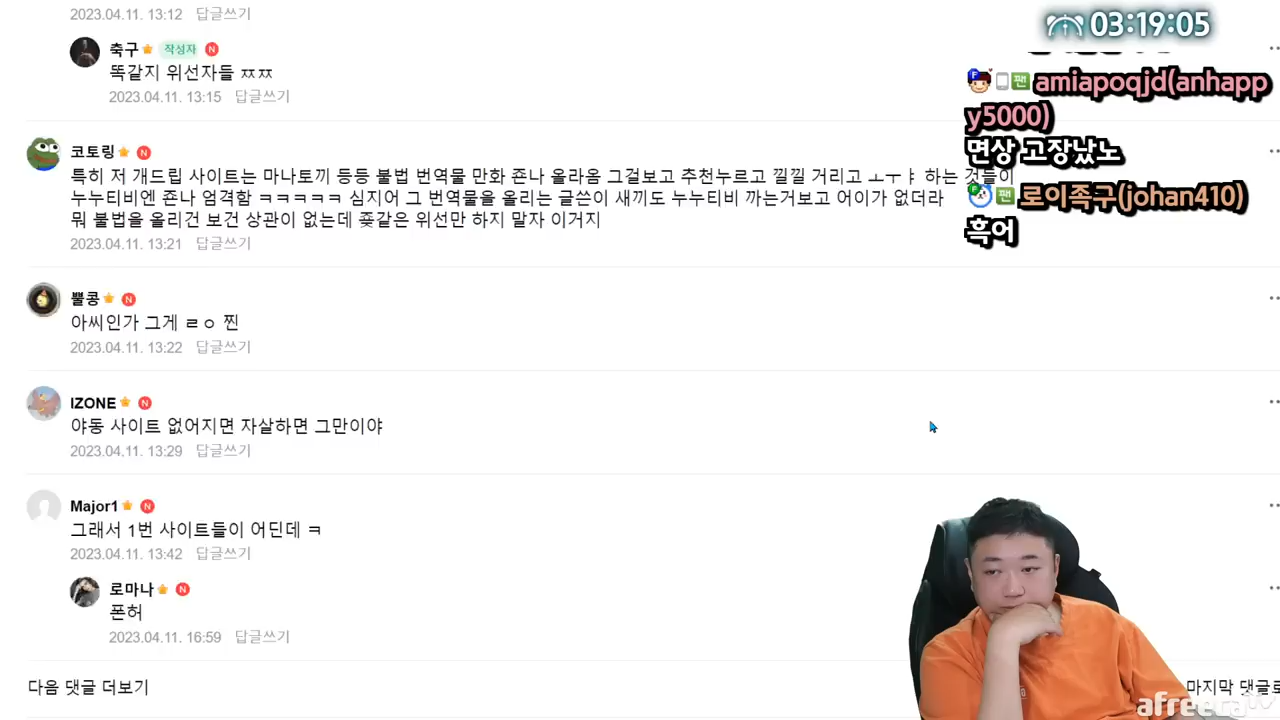 2023.04.11. 13:12 답글쓰기
축구 작성자 N
똑같지 위선자들 ㅉㅉ
2023.04.11. 13:15 답글쓰기
코토링 N
특히 저 개드립 사이트는 마나토끼 등등 불법 번역물 만화 죤나 올라옴 그걸보고 추천누르고 낄낄 거리고 ㅗㅜㅑ 하는 것들이
누누티비엔 죤나 엄격함 ㅋㅋㅋㅋㅋ 심지어 그 번역물을 올리는 글쓴이 새끼도 누누티비 까는거보고 어이가 없더라
뭐 불법을 올리건 보건 상관이 없는데 좆같은 위선만 하지 말자 이거지
2023.04.11. 13:21 답글쓰기
뿔콩 N
아씨인가 그게 ㄹㅇ 찐
2023.04.11. 13:22 답글쓰기
IZONE N
야동 사이트 없어지면 자살하면 그만이야
2023.04.11. 13:29 답글쓰기
Major1 N
그래서 1번 사이트들이 어딘데 ㅋ
2023.04.11. 13:42 답글쓰기
로마나 N
폰허
2023.04.11. 16:59 답글쓰기
다음 댓글 더보기
마지막 댓글로
03:19:05
F 팬 amiapoqjd(anhapp
y5000)
면상 고장났노
F 팬 로이족구(johan410)
흑어
afreecaTV